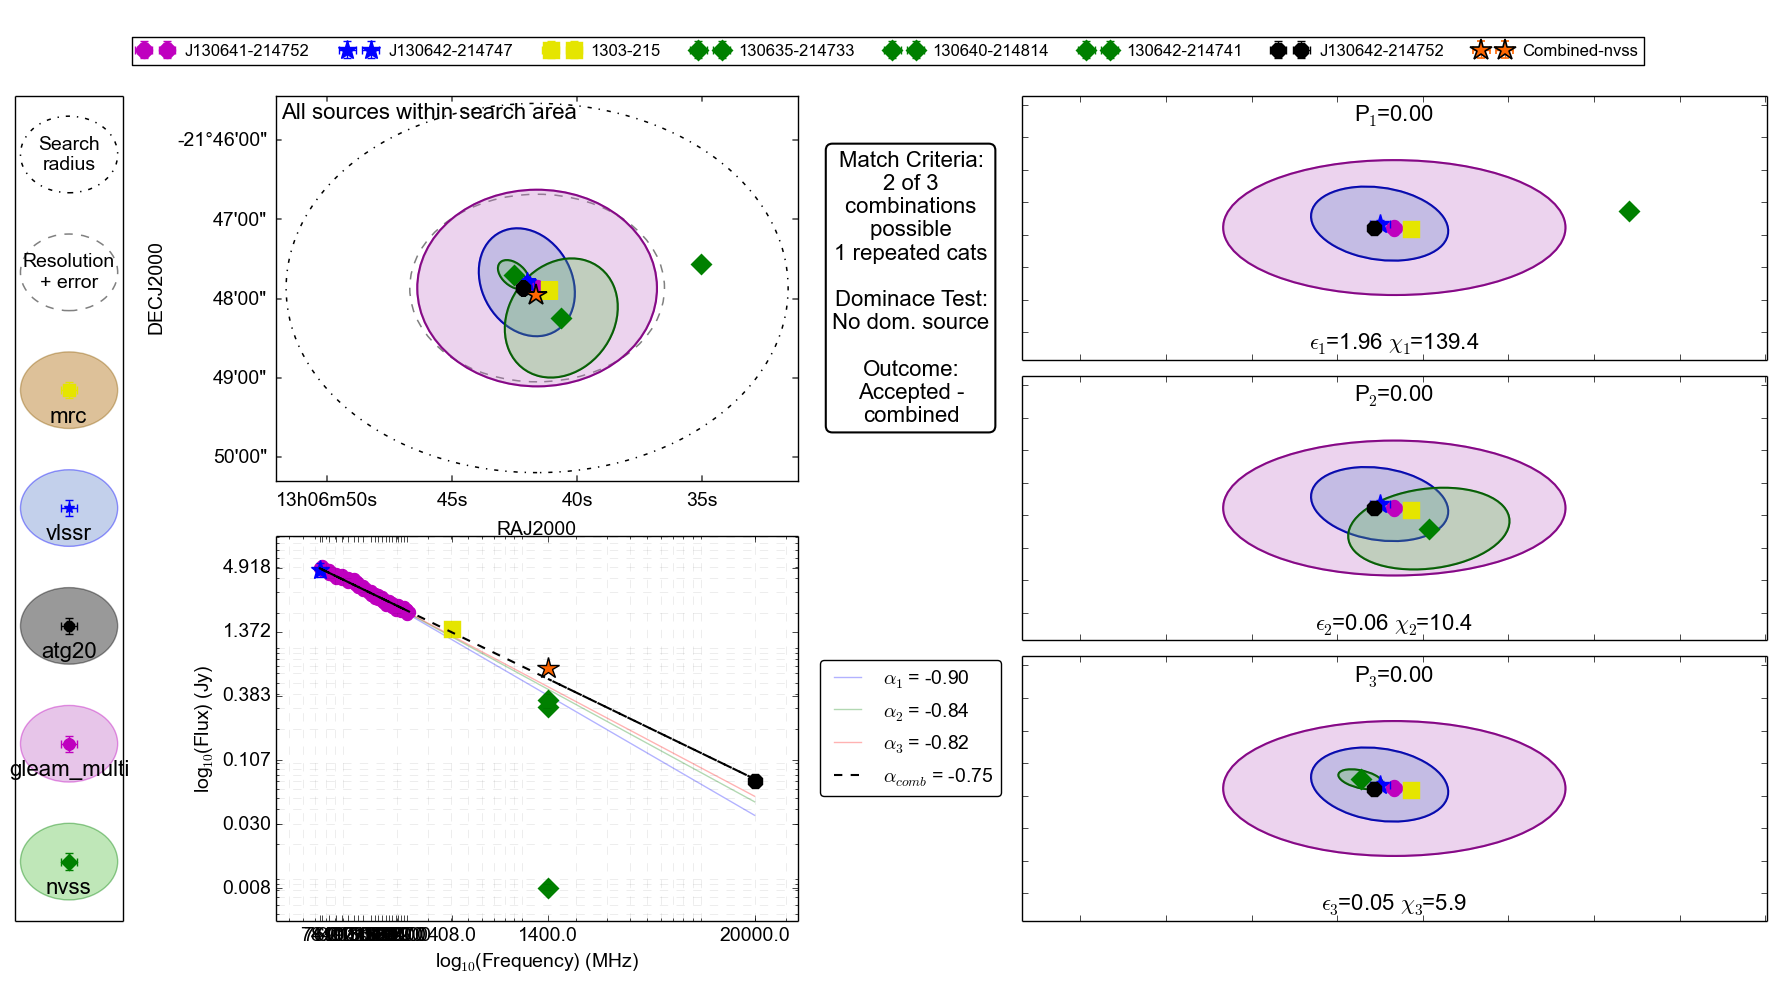 J130641-214752
J130642-214747
1303-215
130635-214733
130640-214814
130642-214741
J130642-214752
Combined-nvss
Search
radius
Resolution
+ error
mrc
vlssr
atg20
gleam_multi
nvss
All sources within search area
-21°46'00"
47'00"
48'00"
49'00"
50'00"
DECJ2000
13h06m50s
45s
40s
35s
RAJ2000
Match Criteria:
2 of 3
combinations
possible
1 repeated cats
Dominace Test:
No dom. source
Outcome:
Accepted -
combined
4.918
1.372
0.383
0.107
0.030
0.008
log10(Flux) (Jy)
408.0
1400.0
20000.0
log10(Frequency) (MHz)
α1 = -0.90
α2 = -0.84
α3 = -0.82
αcomb = -0.75
P1=0.00
ϵ1=1.96 χ1=139.4
P2=0.00
ϵ2=0.06 χ2=10.4
P3=0.00
ϵ3=0.05 χ3=5.9